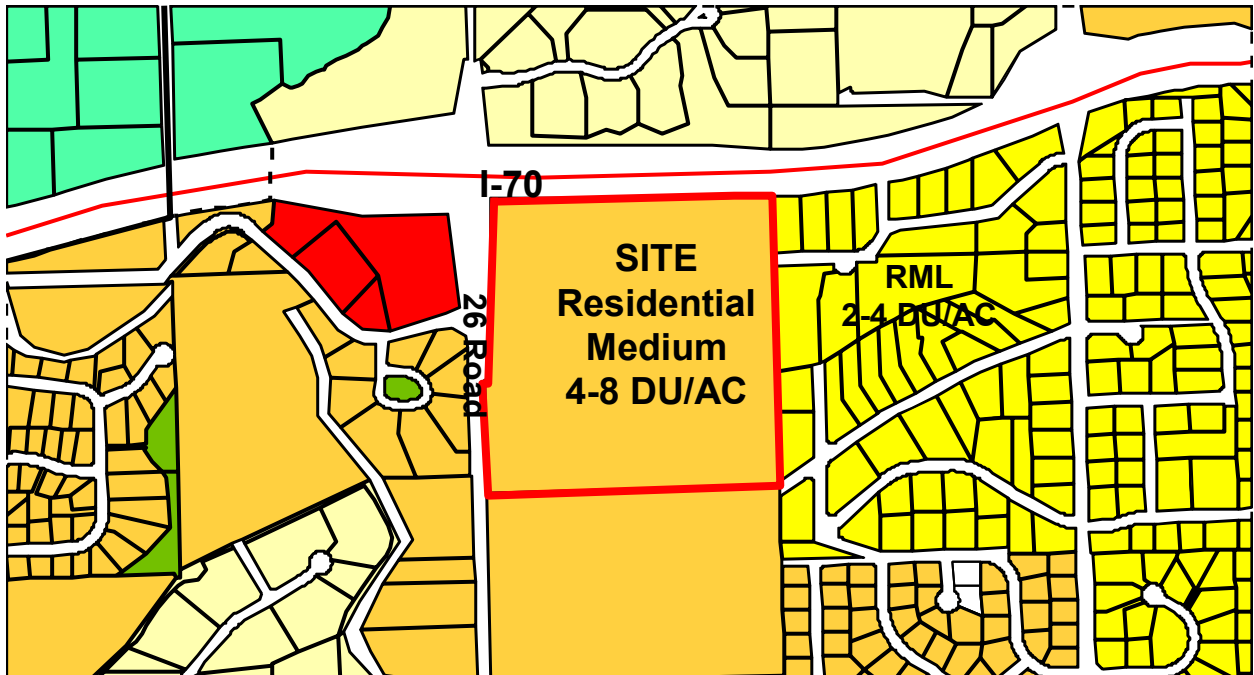 I-70
SITE
Residential
Medium
4-8 DU/AC
RML
2-4 DU/AC
26 Road